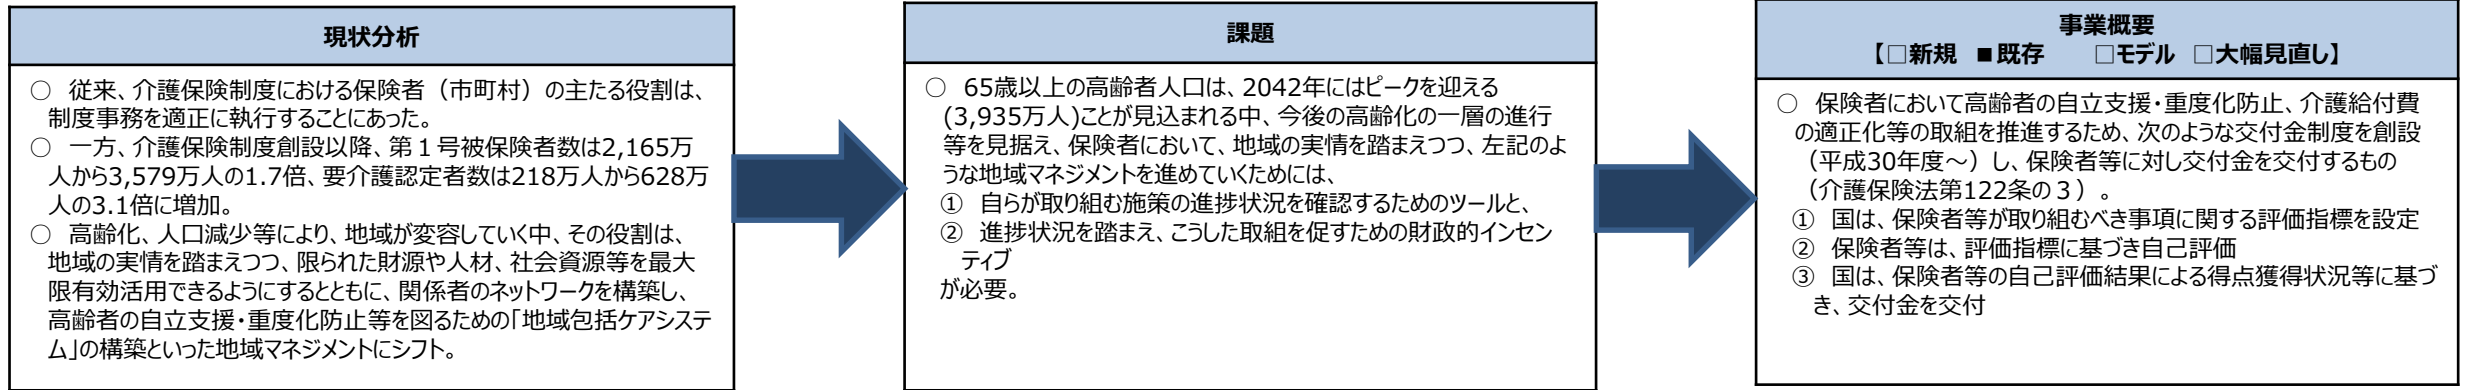 現状分析
○　従来、介護保険制度における保険者（市町村）の主たる役割は、
制度事務を適正に執行することにあった。
○　一方、介護保険制度創設以降、第１号被保険者数は2,165万
人から3,579万人の1.7倍、要介護認定者数は218万人から628万
人の3.1倍に増加。
○　高齢化、人口減少等により、地域が変容していく中、その役割は、
地域の実情を踏まえつつ、限られた財源や人材、社会資源等を最大
限有効活用できるようにするとともに、関係者のネットワークを構築し、
高齢者の自立支援・重度化防止等を図るための「地域包括ケアシステ
ム」の構築といった地域マネジメントにシフト。
課題
○　65歳以上の高齢者人口は、2042年にはピークを迎える
(3,935万人)ことが見込まれる中、今後の高齢化の一層の進行
等を見据え、保険者において、地域の実情を踏まえつつ、左記のよ
うな地域マネジメントを進めていくためには、
①　自らが取り組む施策の進捗状況を確認するためのツールと、
②　進捗状況を踏まえ、こうした取組を促すための財政的インセン
ティブ
が必要。
事業概要
【□新規　■既存　　□モデル　□大幅見直し】
○　保険者において高齢者の自立支援・重度化防止、介護給付費
の適正化等の取組を推進するため、次のような交付金制度を創設
（平成30年度～）し、保険者等に対し交付金を交付するもの
（介護保険法第122条の３）。
①　国は、保険者等が取り組むべき事項に関する評価指標を設定
②　保険者等は、評価指標に基づき自己評価
③　国は、保険者等の自己評価結果による得点獲得状況等に基づ
き、交付金を交付